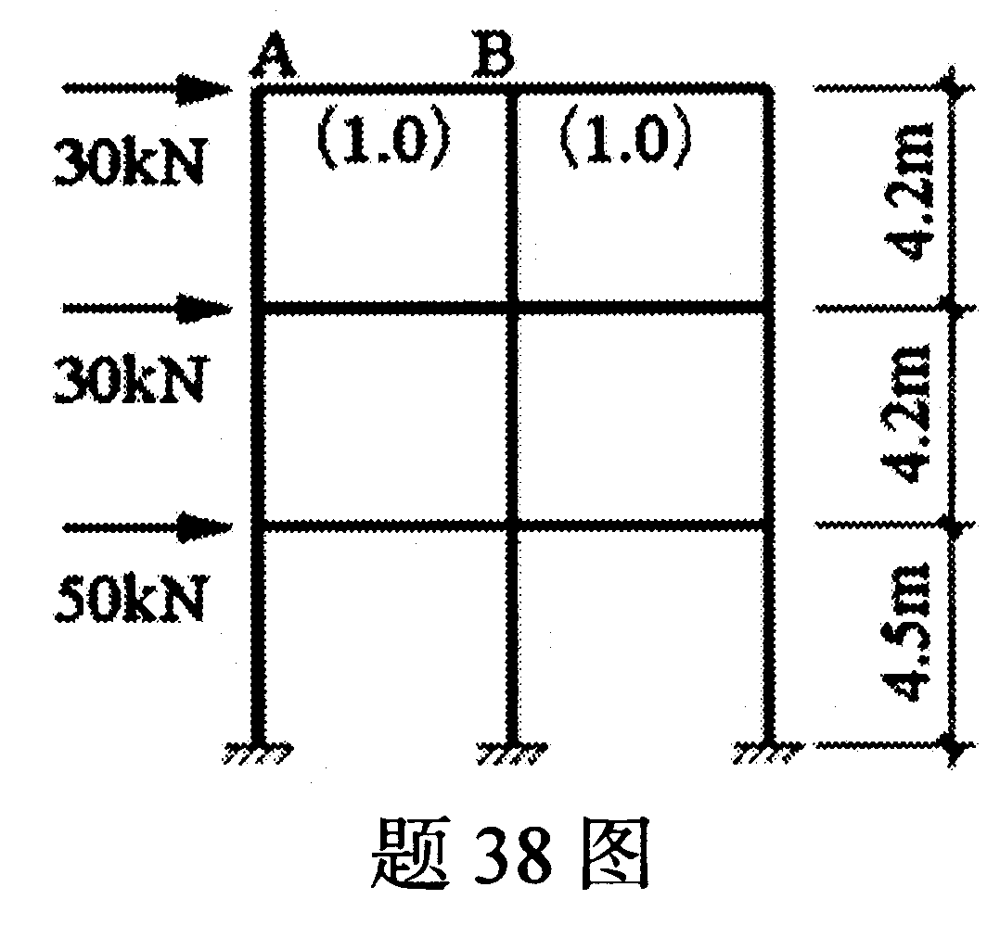 A B
(1.0) (1.0)
30kN
4.2m
30kN
4.2m
50kN
4.5m
题 38 图